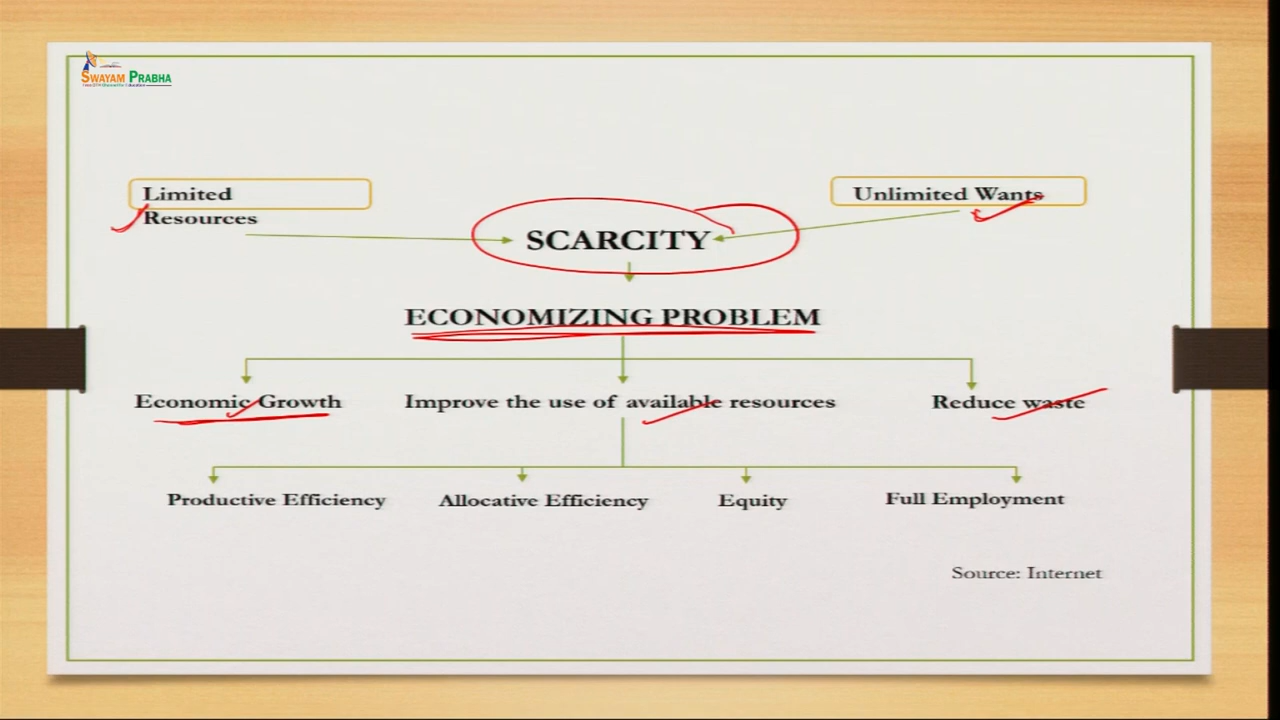 SWAYAM PRABHA
Limited
Resources
Unlimited Wants
SCARCITY
ECONOMIZING PROBLEM
Economic Growth
Improve the use of available resources
Reduce waste
Productive Efficiency
Allocative Efficiency
Equity
Full Employment
Source: Internet